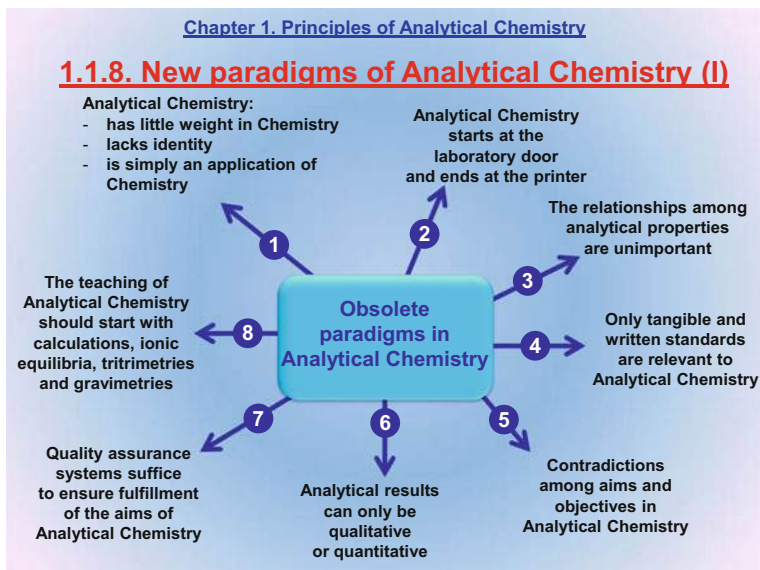 Chapter 1. Principles of Analytical Chemistry
1.1.8. New paradigms of Analytical Chemistry (I)
Analytical Chemistry:
- has little weight in Chemistry
- lacks identity
- is simply an application of
Chemistry
1
Analytical Chemistry
starts at the
laboratory door
and ends at the printer
2
The relationships among
analytical properties
are unimportant
3
Obsolete
paradigms in
Analytical Chemistry
Only tangible and
written standards
are relevant to
Analytical Chemistry
4
Contradictions
among aims and
objectives in
Analytical Chemistry
5
Analytical results
can only be
qualitative
or quantitative
6
Quality assurance
systems suffice
to ensure fulfillment
of the aims of
Analytical Chemistry
7
The teaching of
Analytical Chemistry
should start with
calculations, ionic
equilibria, tritrimetries
and gravimetries
8